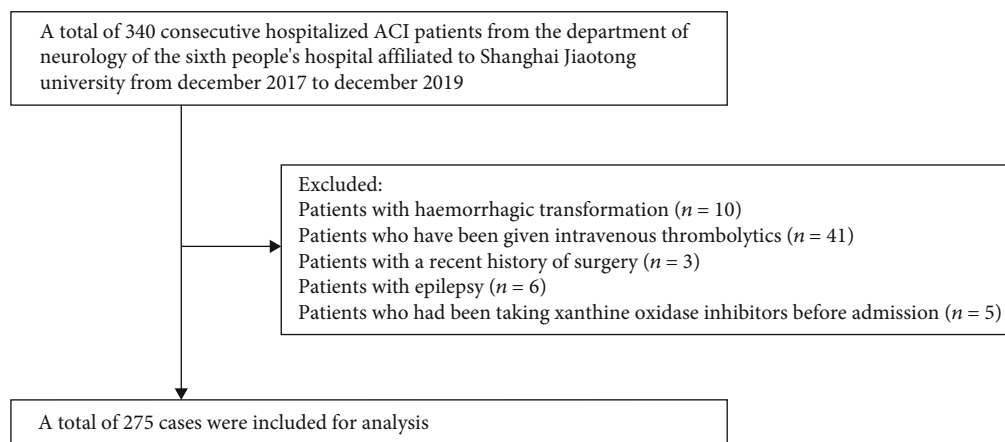 A total of 340 consecutive hospitalized ACI patients from the department of
neurology of the sixth people's hospital affiliated to Shanghai Jiaotong
university from december 2017 to december 2019
Excluded:
Patients with haemorrhagic transformation (n = 10)
Patients who have been given intravenous thrombolytics (n = 41)
Patients with a recent history of surgery (n = 3)
Patients with epilepsy (n = 6)
Patients who had been taking xanthine oxidase inhibitors before admission (n = 5)
A total of 275 cases were included for analysis